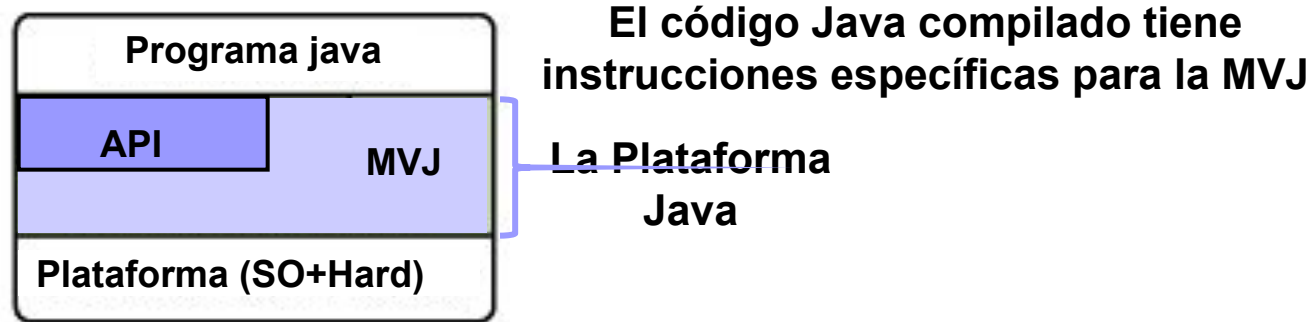 Programa java
API
MVJ
Plataforma (SO+Hard)
El código Java compilado tiene
instrucciones específicas para la MVJ
La Plataforma
Java